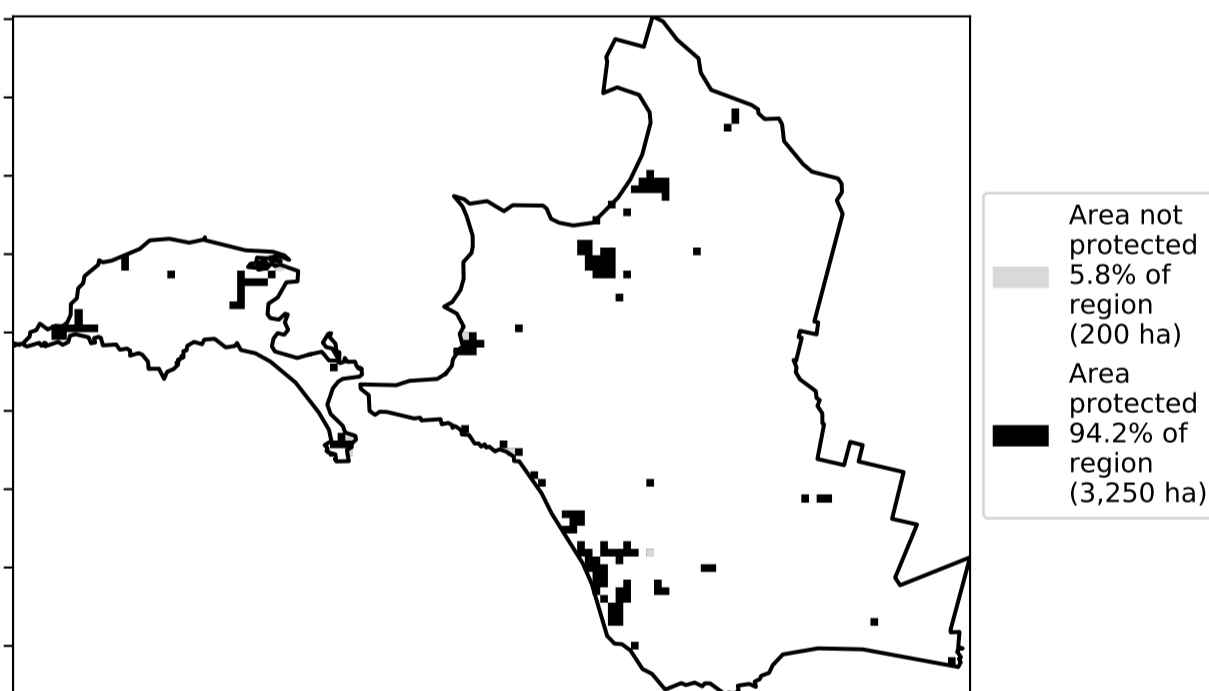 Area not
protected
5.8% of
region
(200 ha)
Area
protected
94.2% of
region
(3,250 ha)